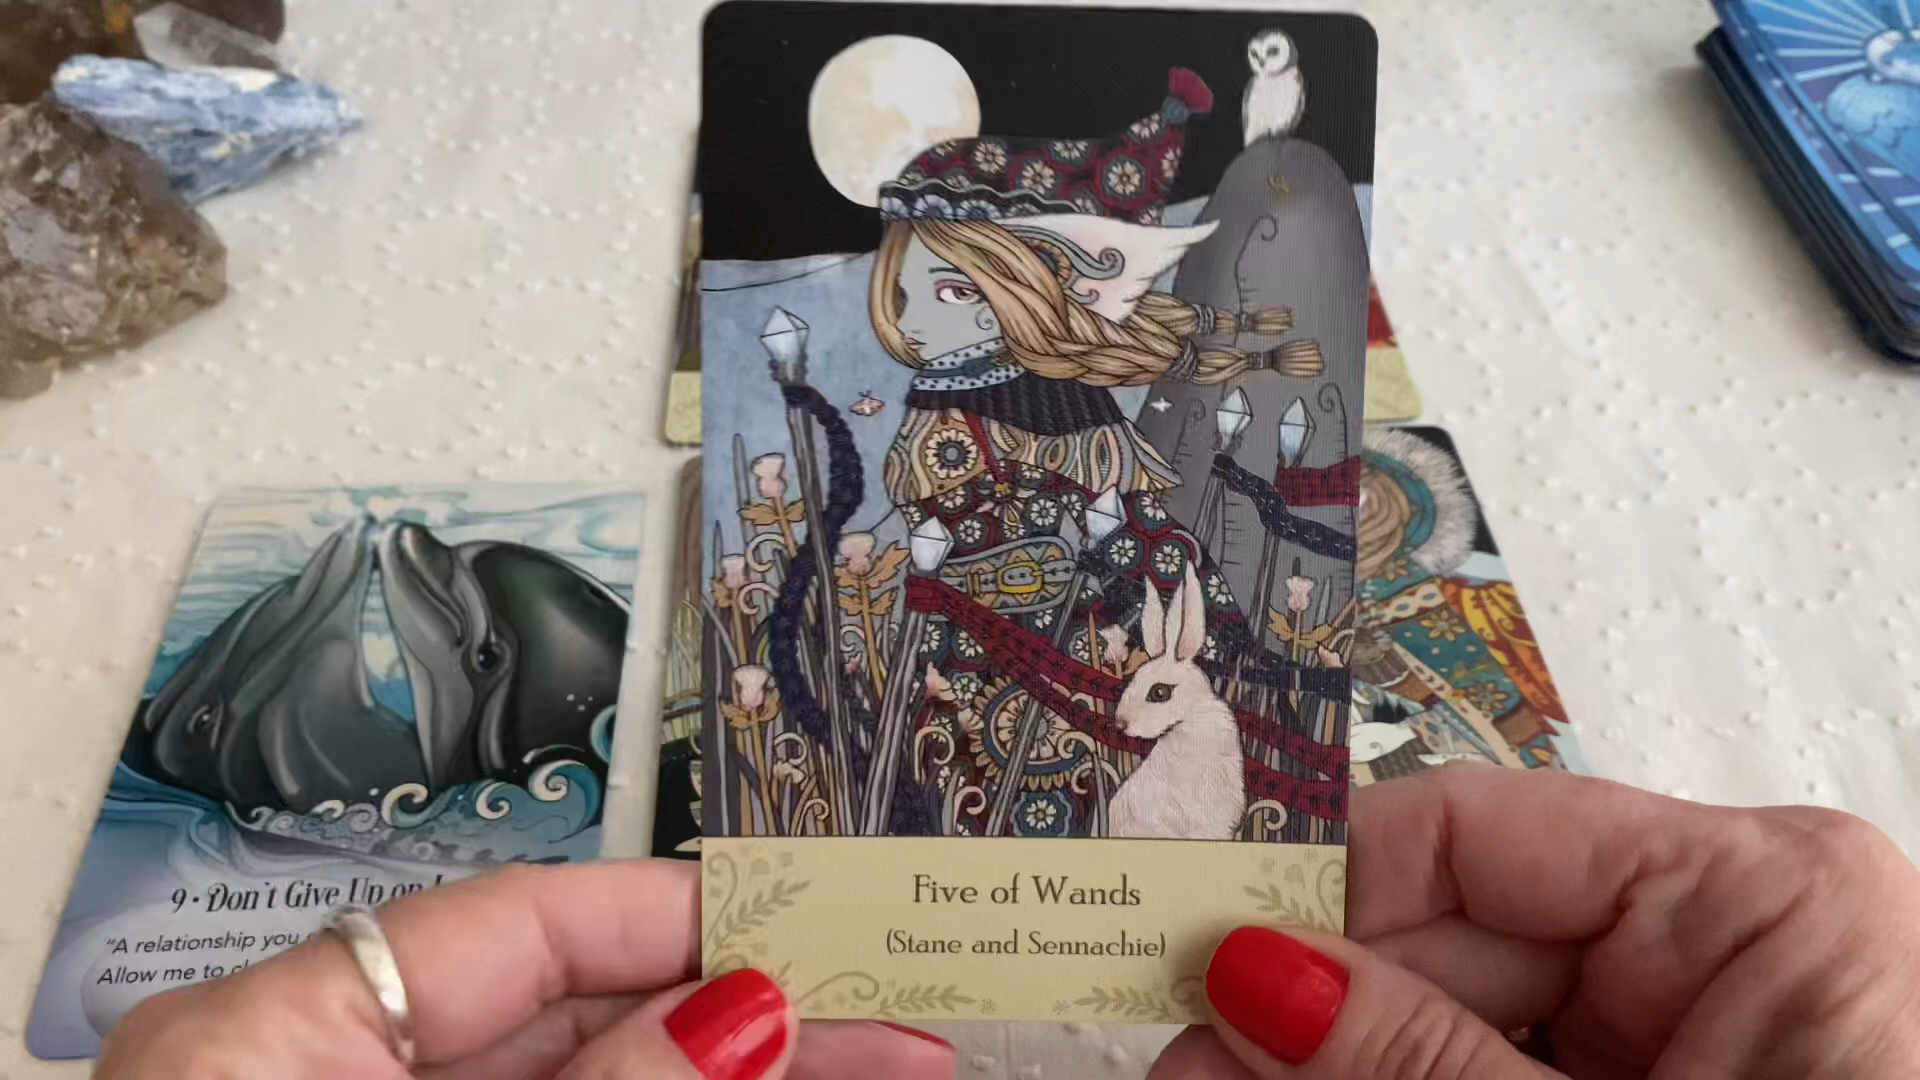 Five of Wands
(Stane and Sennachie)
9 • Don't Give Up on
"A relationship you
Allow me to